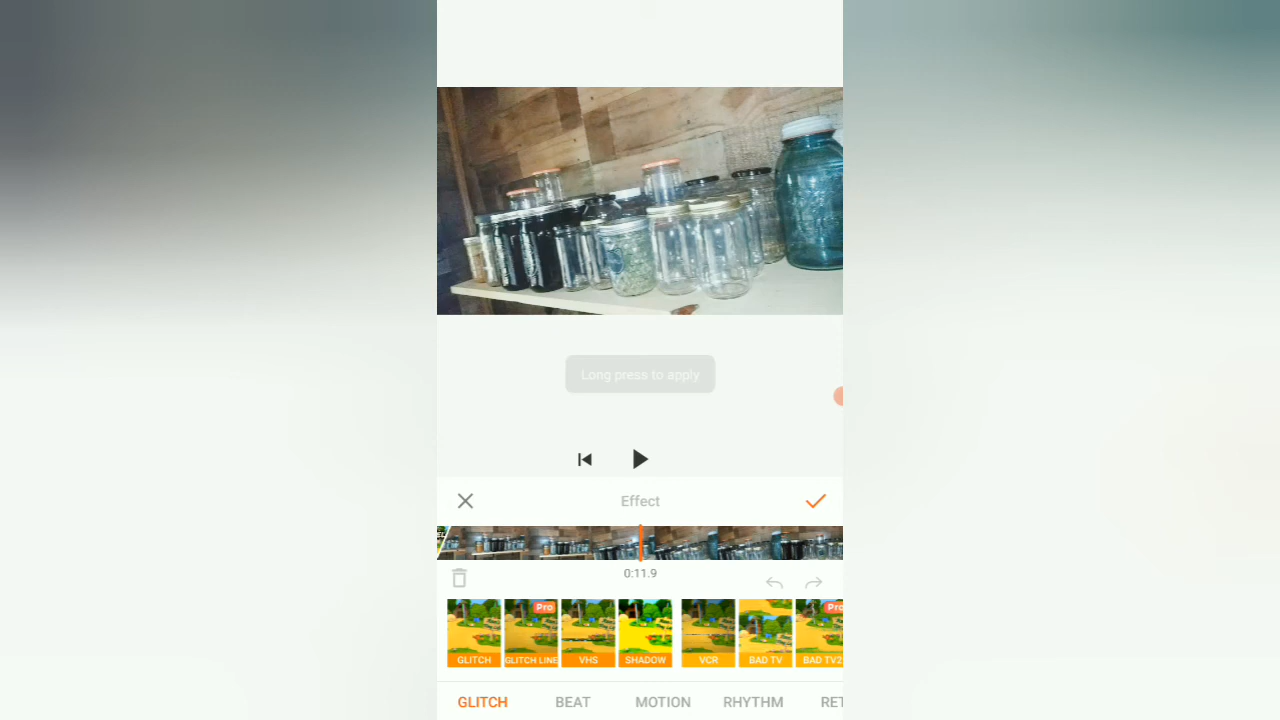 Long press to apply
Effect
0:11.9
Pro
Pro
GLITCH
GLITCH LINE
VHS
SHADOW
VCR
BAD TV
BAD TV2
GLITCH
BEAT
MOTION
RHYTHM
RET